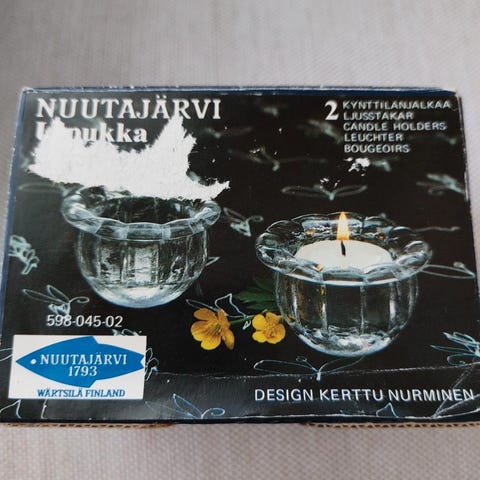 NUUTAJÄRVI
2 KYNTTILÄNJALKAA
LJUSSTAKAR
CANDLE HOLDERS
LEUCHTER
BOUGEOIRS
598-045-02
NUUTAJÄRVI
1793
WÄRTSILÄ FINLAND
DESIGN KERTTU NURMINEN